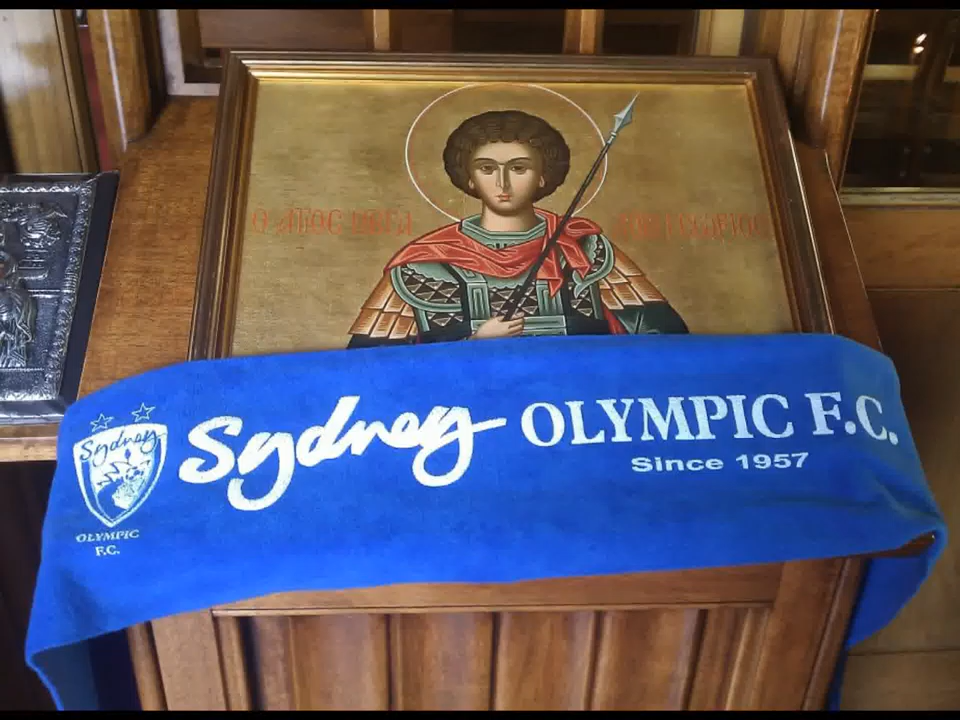 Ο ΑΓΙΟΣ
Sydney OLYMPIC F.C.
Since 1957
Sydney
OLYMPIC
F.C.